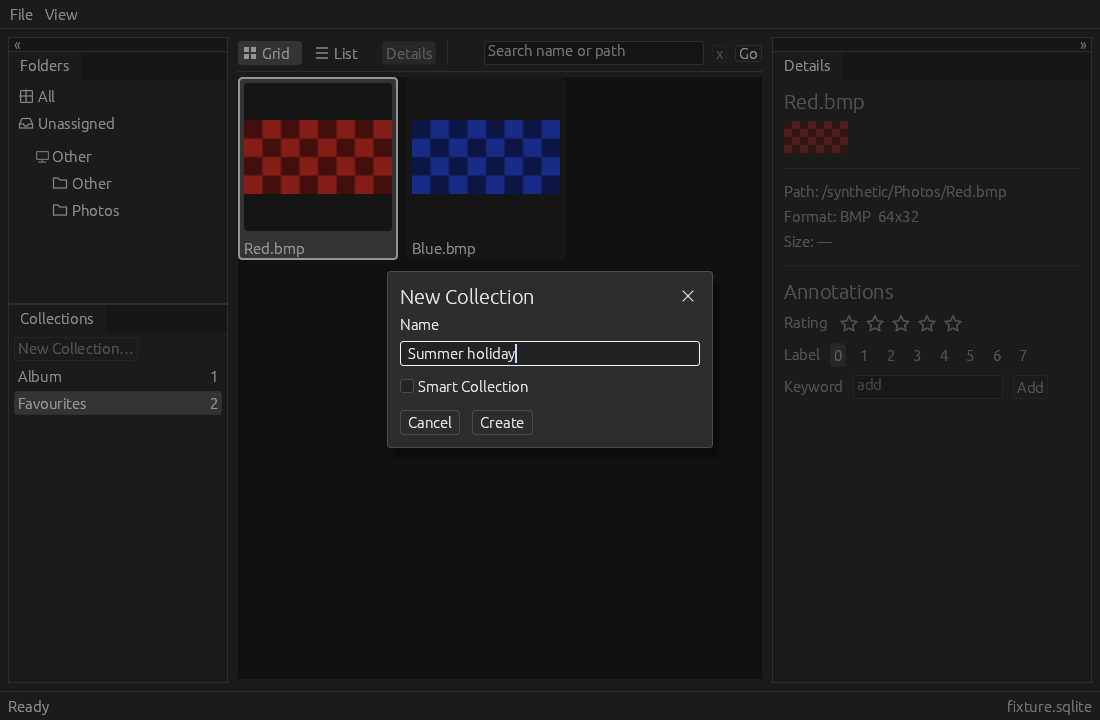 File View
«
Folders
All
Unassigned
Other
Other
Photos
Collections
New Collection...
Album 1
Favourites 2
Grid List Details Search name or path x Go
Red.bmp Blue.bmp
New Collection
Name
Summer holiday
Smart Collection
Cancel Create
»
Details
Red.bmp
Path: /synthetic/Photos/Red.bmp
Format: BMP 64x32
Size: —
Annotations
Rating
Label 0 1 2 3 4 5 6 7
Keyword add Add
Ready fixture.sqlite